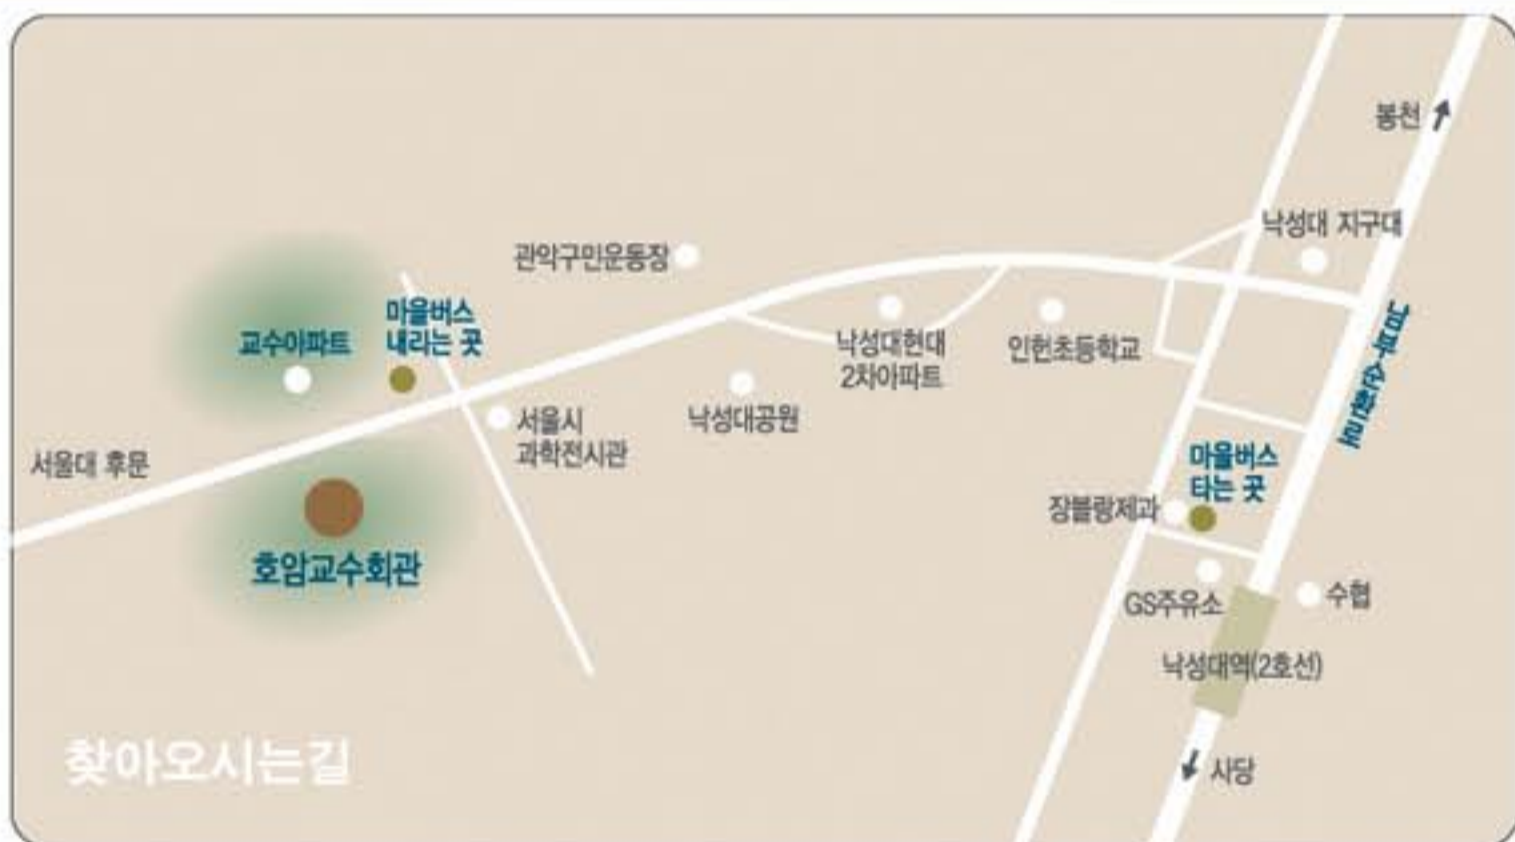 봉천
낙성대 지구대
관악구민운동장
마을버스
내리는 곳
교수아파트
낙성대현대
2차아파트
인헌초등학교
남부순환로
서울시
과학전시관
낙성대공원
서울대 후문
마을버스
타는 곳
장블랑제과
호암교수회관
GS주유소
수협
낙성대역(2호선)
찾아오시는길
사당